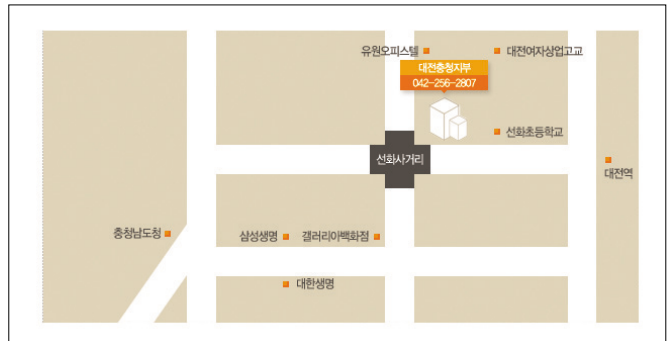 유원오피스텔
대전여자상업고교
대전충청지부
042-256-2807
선화초등학교
선화사거리
대전역
충청남도청
삼성생명
갤러리아백화점
대한생명